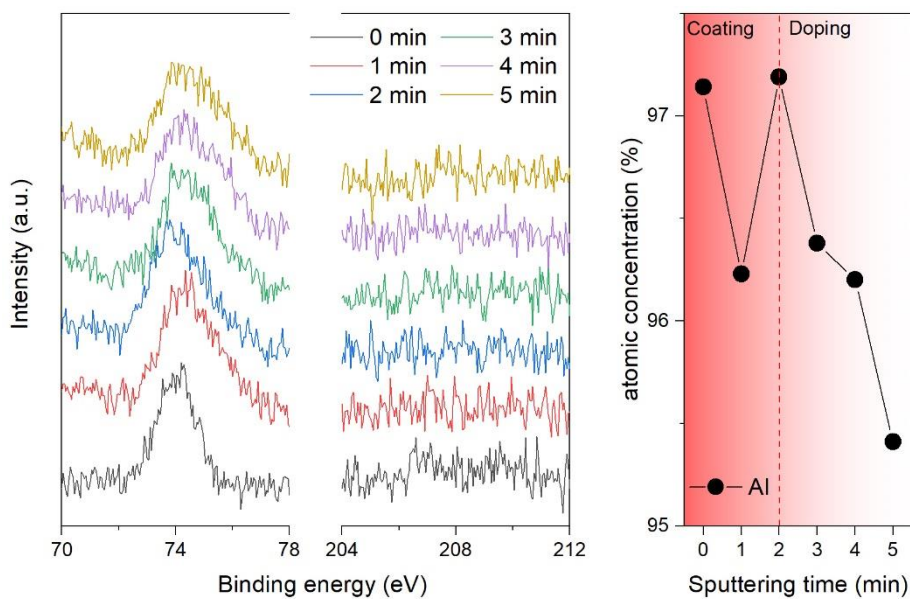 0 min
1 min
2 min
3 min
4 min
5 min
Intensity (a.u.)
70 74 78
204 208 212
Binding energy (eV)
Coating Doping
atomic concentration (%)
97
96
95
Al
0 1 2 3 4 5
Sputtering time (min)